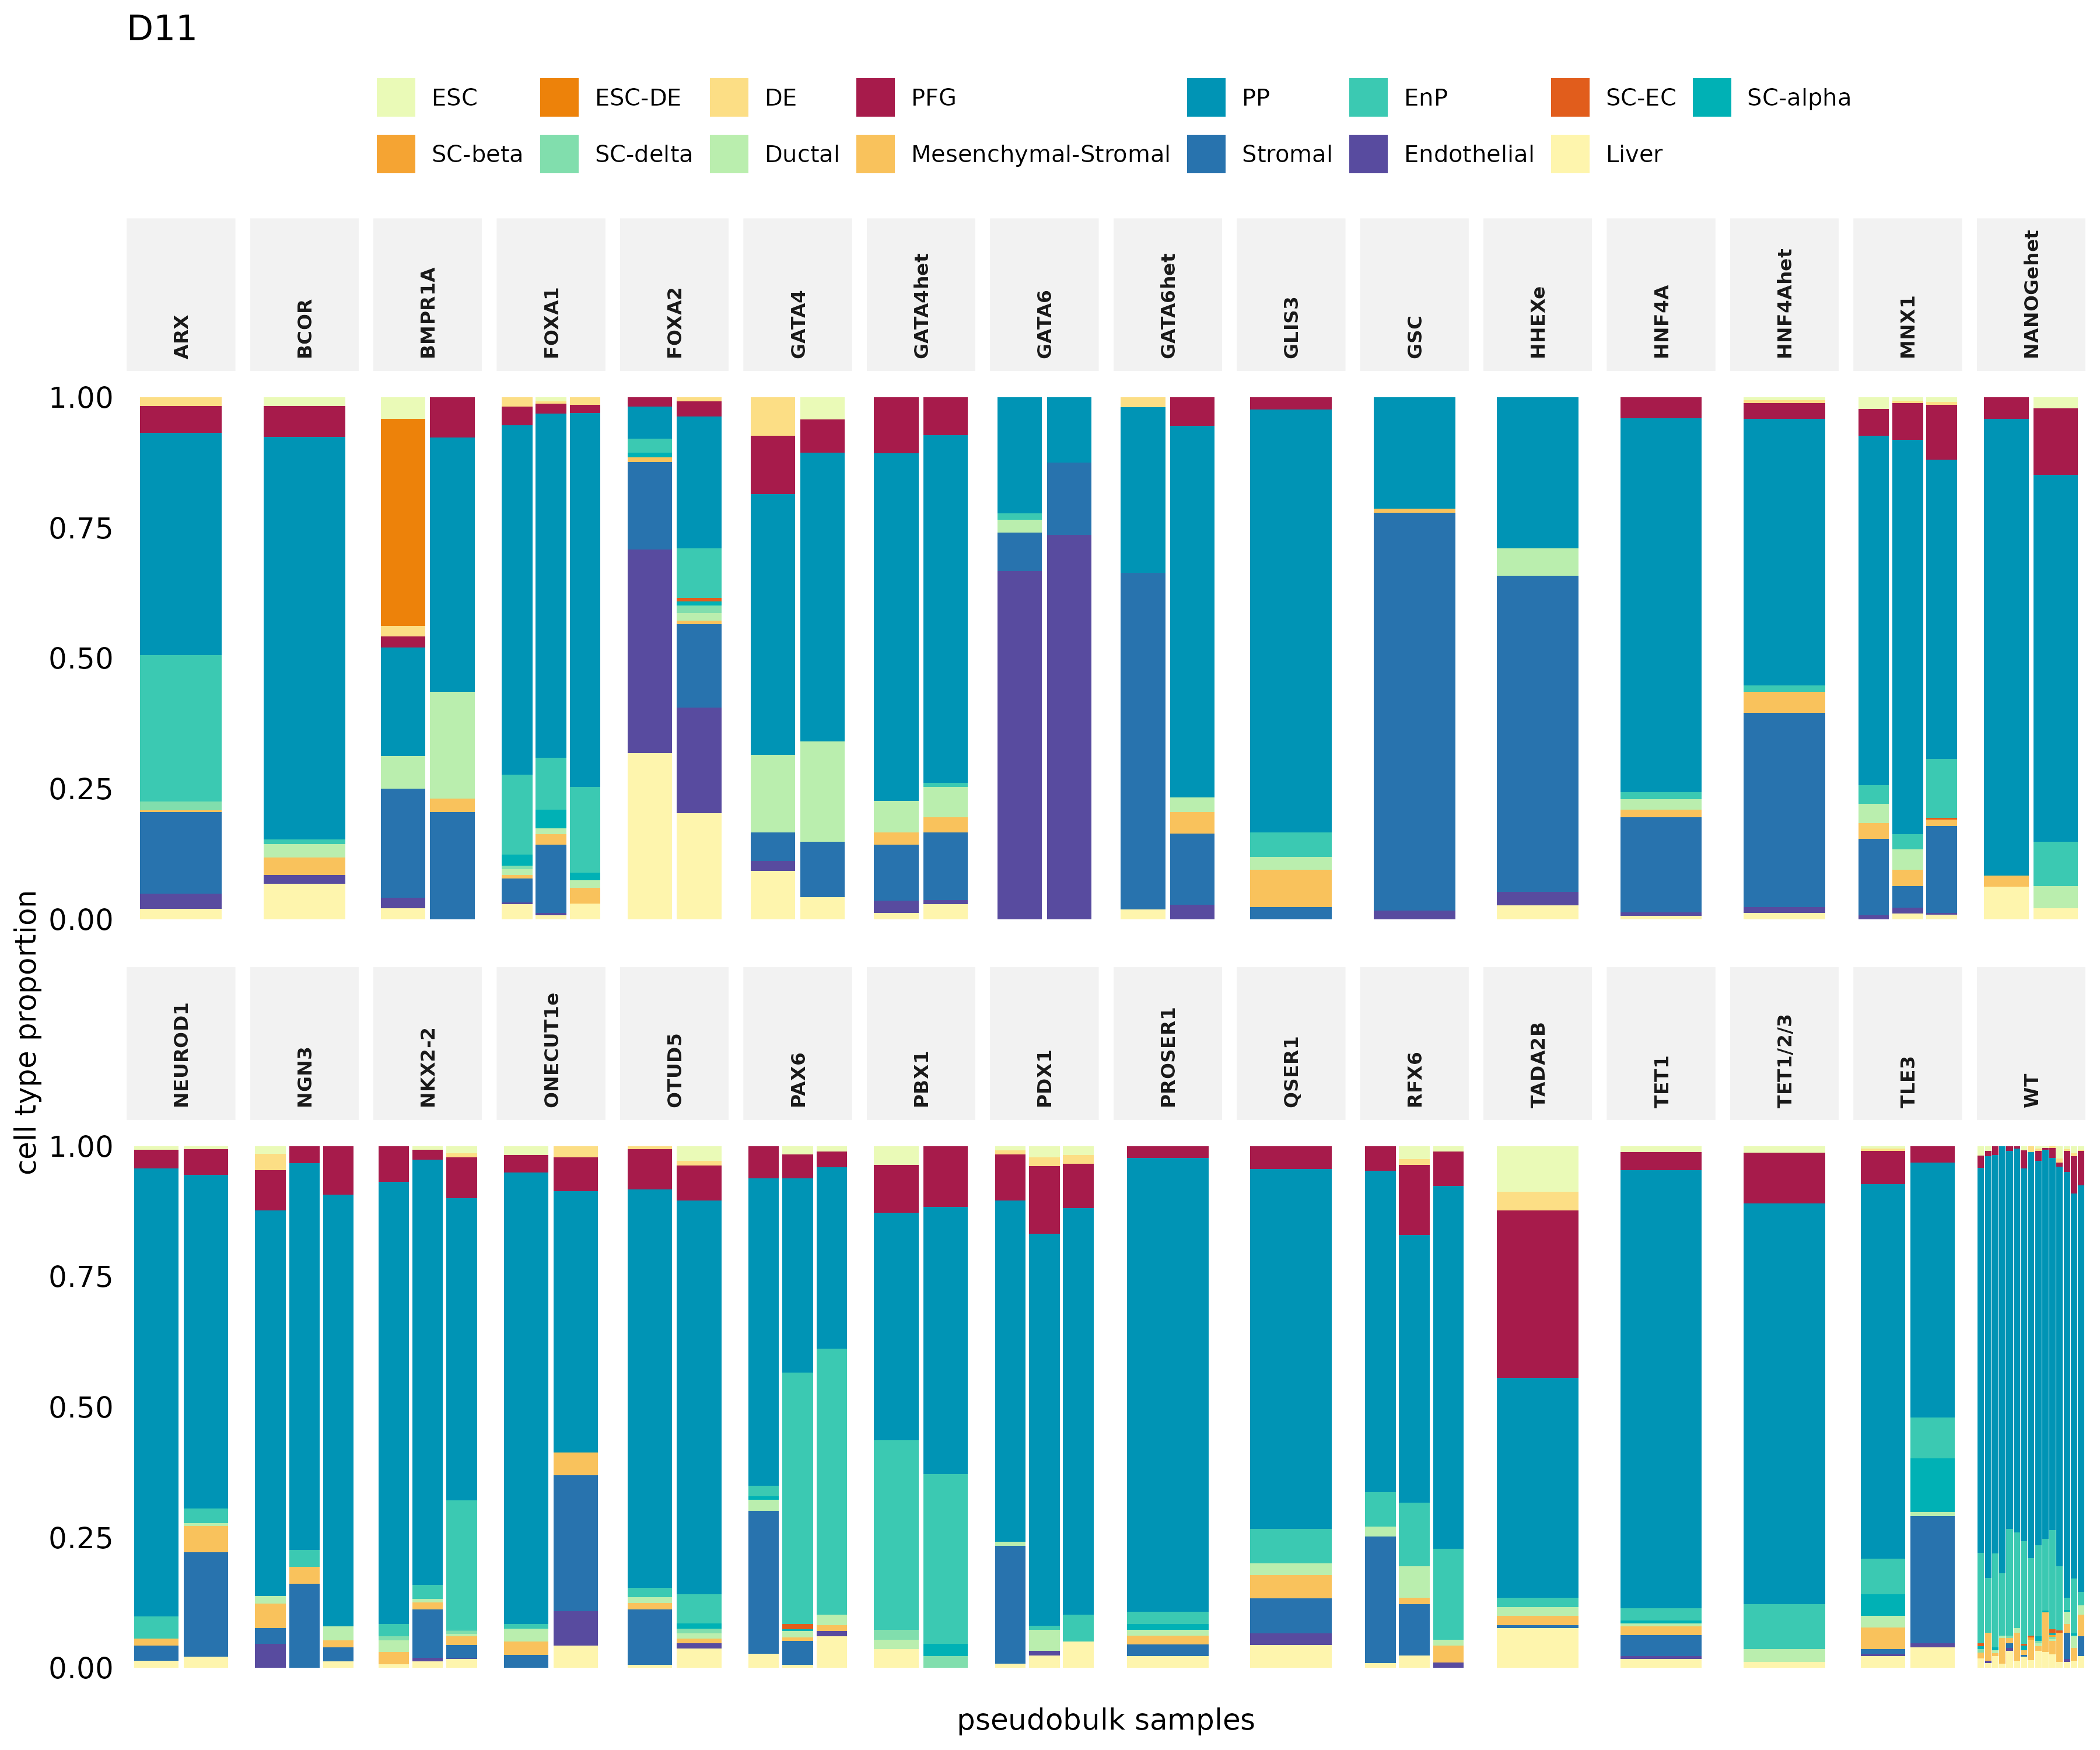 D11
ESC ESC-DE DE PFG PP EnP SC-EC SC-alpha
SC-beta SC-delta Ductal Mesenchymal-Stromal Stromal Endothelial Liver
ARX BCOR BMPR1A FOXA1 FOXA2 GATA4 GATA4het GATA6 GATA6het GLIS3 GSC HHEXe HNF4A HNF4Ahet MNX1 NANOGehet
1.00
0.75
0.50
0.25
0.00
cell type proportion
NEUROD1 NGN3 NKX2-2 ONECUT1e OTUD5 PAX6 PBX1 PDX1 PROSER1 QSER1 RFX6 TADA2B TET1 TET1/2/3 TLE3 WT
1.00
0.75
0.50
0.25
0.00
pseudobulk samples